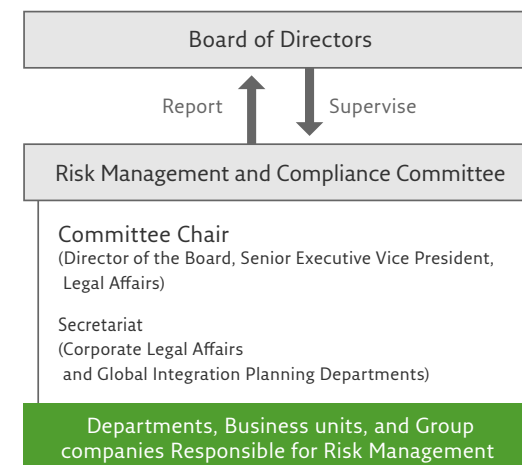 Board of Directors
Report
Supervise
Risk Management and Compliance Committee
Committee Chair
(Director of the Board, Senior Executive Vice President,
Legal Affairs)
Secretariat
(Corporate Legal Affairs
and Global Integration Planning Departments)
Departments, Business units, and Group
companies Responsible for Risk Management